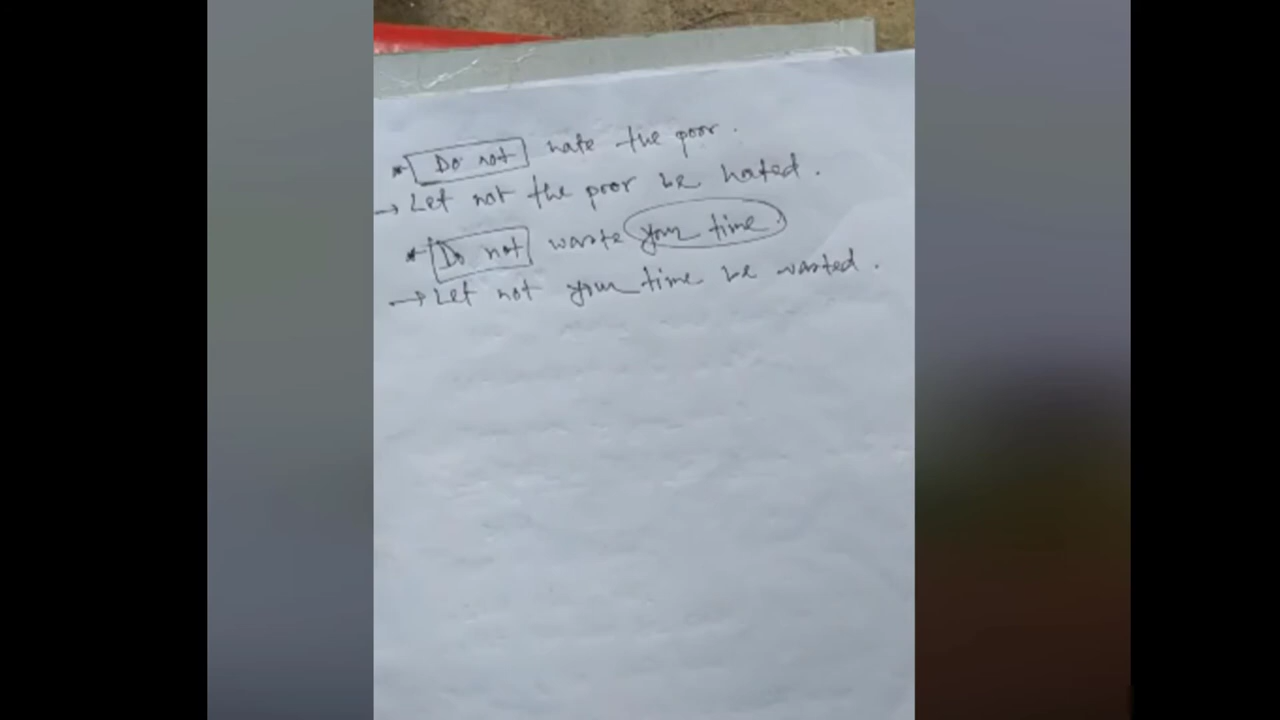 * Do not hate the poor.
→ Let not the poor be hated.
* Do not waste your time.
→ Let not your time be wasted.